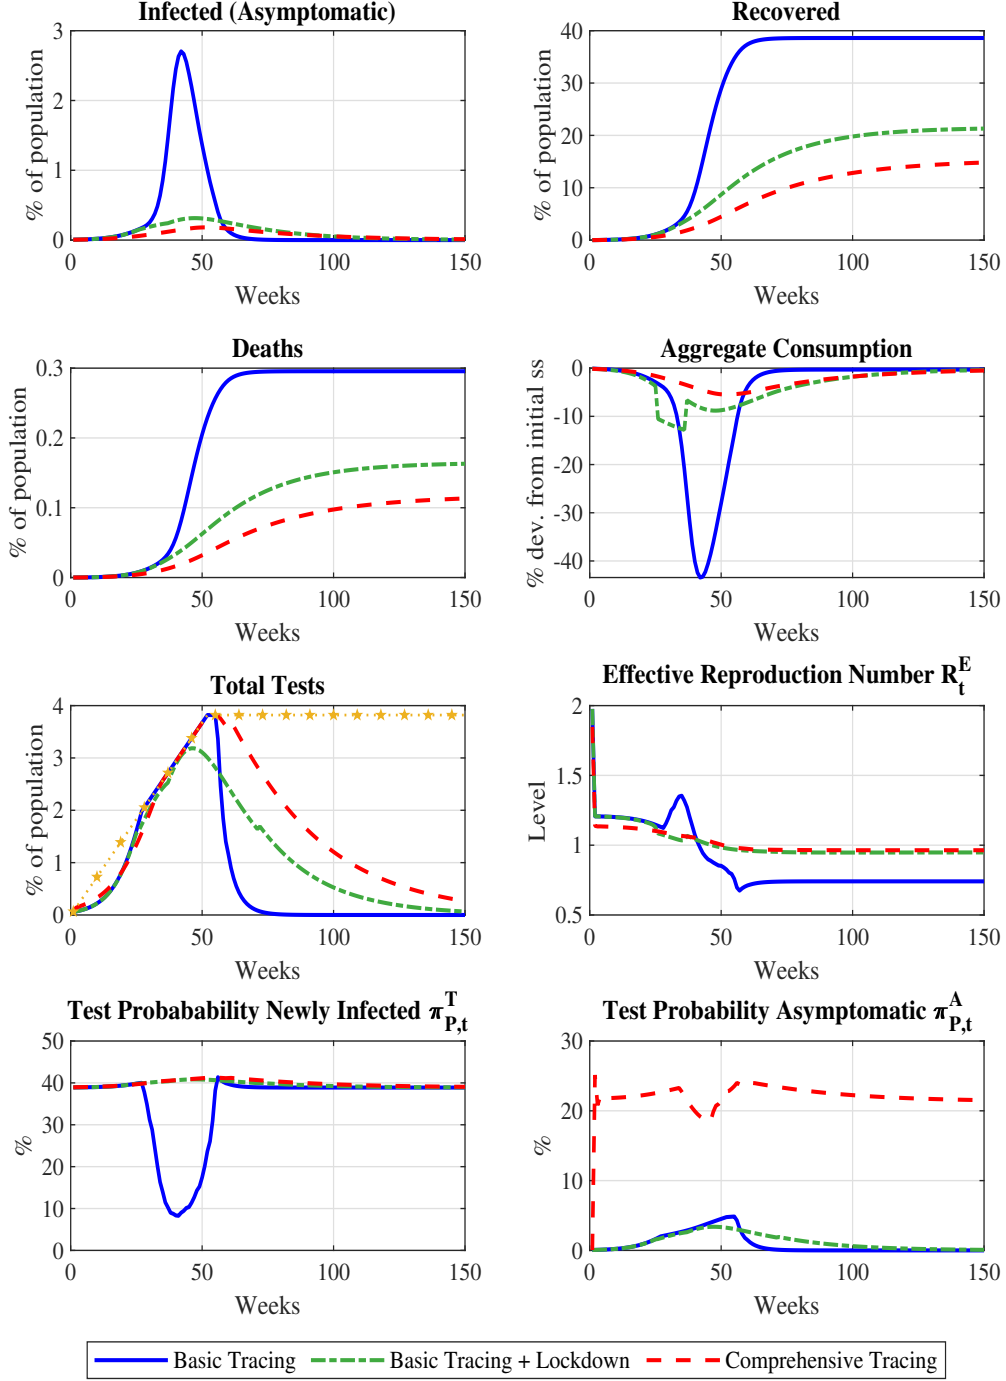 Infected (Asymptomatic)
% of population
3
2
1
0
0 50 100 150
Weeks
Recovered
% of population
40
30
20
10
0
0 50 100 150
Weeks
Deaths
% of population
0.3
0.2
0.1
0
0 50 100 150
Weeks
Aggregate Consumption
% dev. from initial ss
0
-10
-20
-30
-40
0 50 100 150
Weeks
Total Tests
% of population
4
3
2
1
0
0 50 100 150
Weeks
Effective Reproduction Number R_t^E
Level
2
1.5
1
0.5
0 50 100 150
Weeks
Test Probabability Newly Infected π_{P,t}^T
%
50
40
30
20
10
0
0 50 100 150
Weeks
Test Probability Asymptomatic π_{P,t}^A
%
30
20
10
0
0 50 100 150
Weeks
Basic Tracing Basic Tracing + Lockdown Comprehensive Tracing